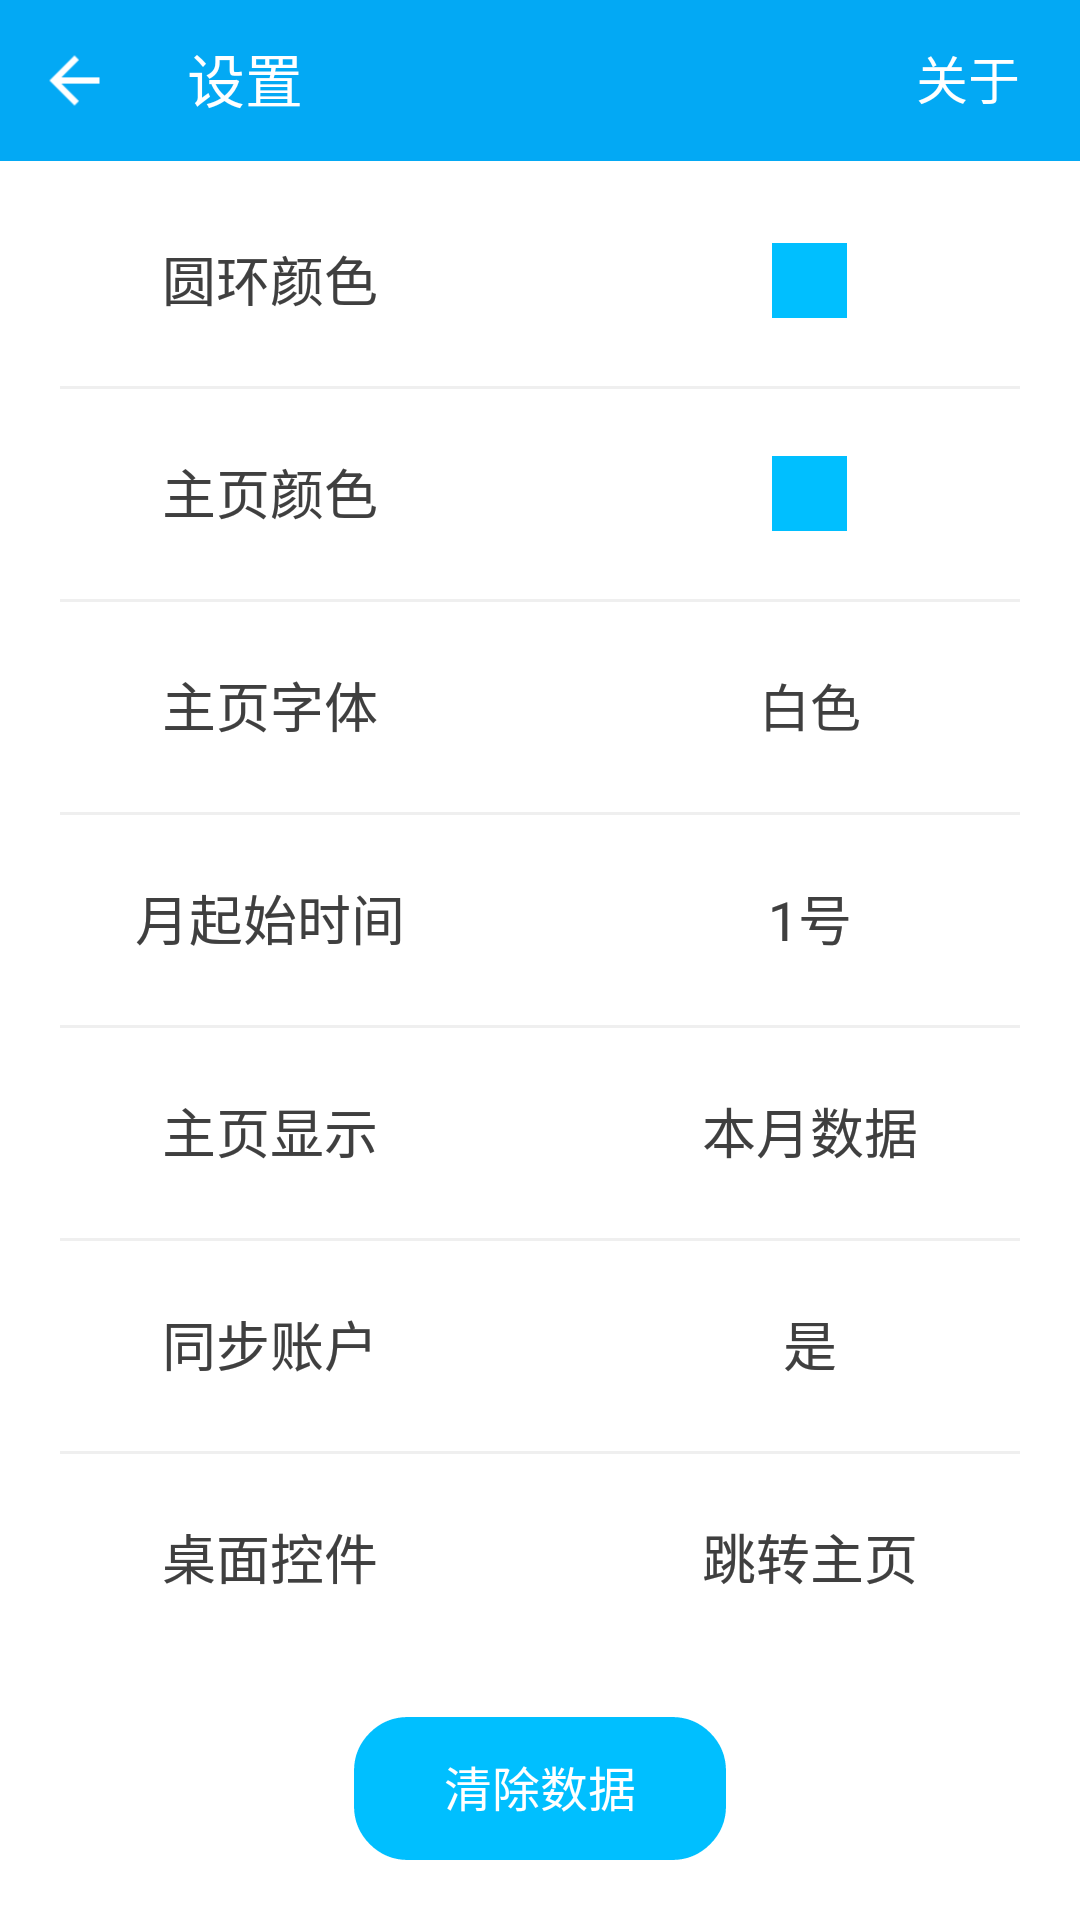 设置 关于
圆环颜色
主页颜色
主页字体 白色
月起始时间 1号
主页显示 本月数据
同步账户 是
桌面控件 跳转主页
清除数据